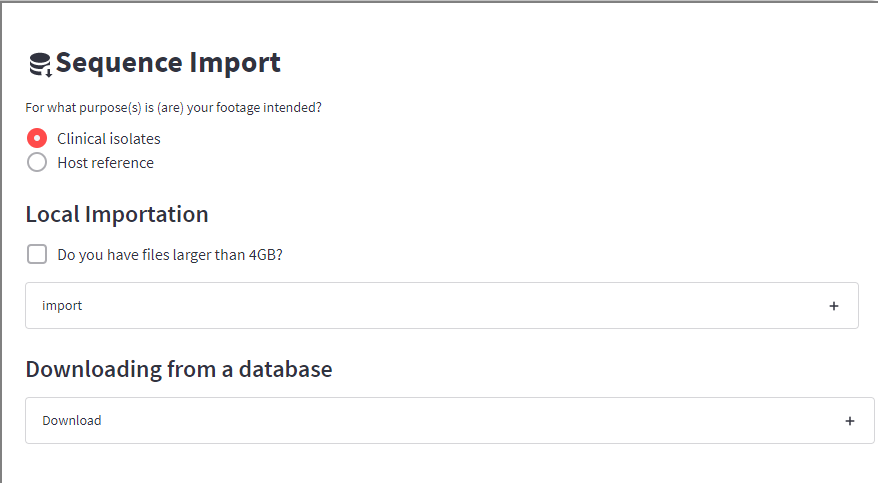 Sequence Import
For what purpose(s) is (are) your footage intended?
Clinical isolates
Host reference
Local Importation
Do you have files larger than 4GB?
import
Downloading from a database
Download